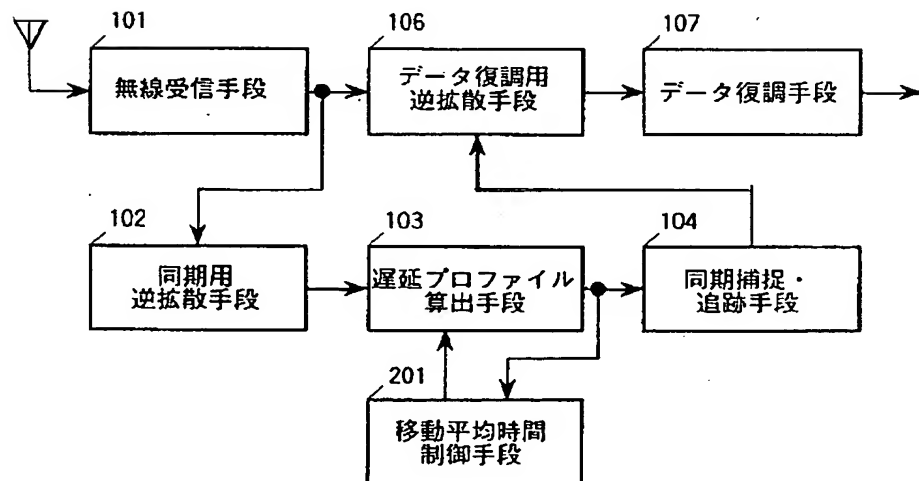 101
無線受信手段
106
データ復調用
逆拡散手段
107
データ復調手段
102
同期用
逆拡散手段
103
遅延プロファイル
算出手段
104
同期捕捉・
追跡手段
201
移動平均時間
制御手段